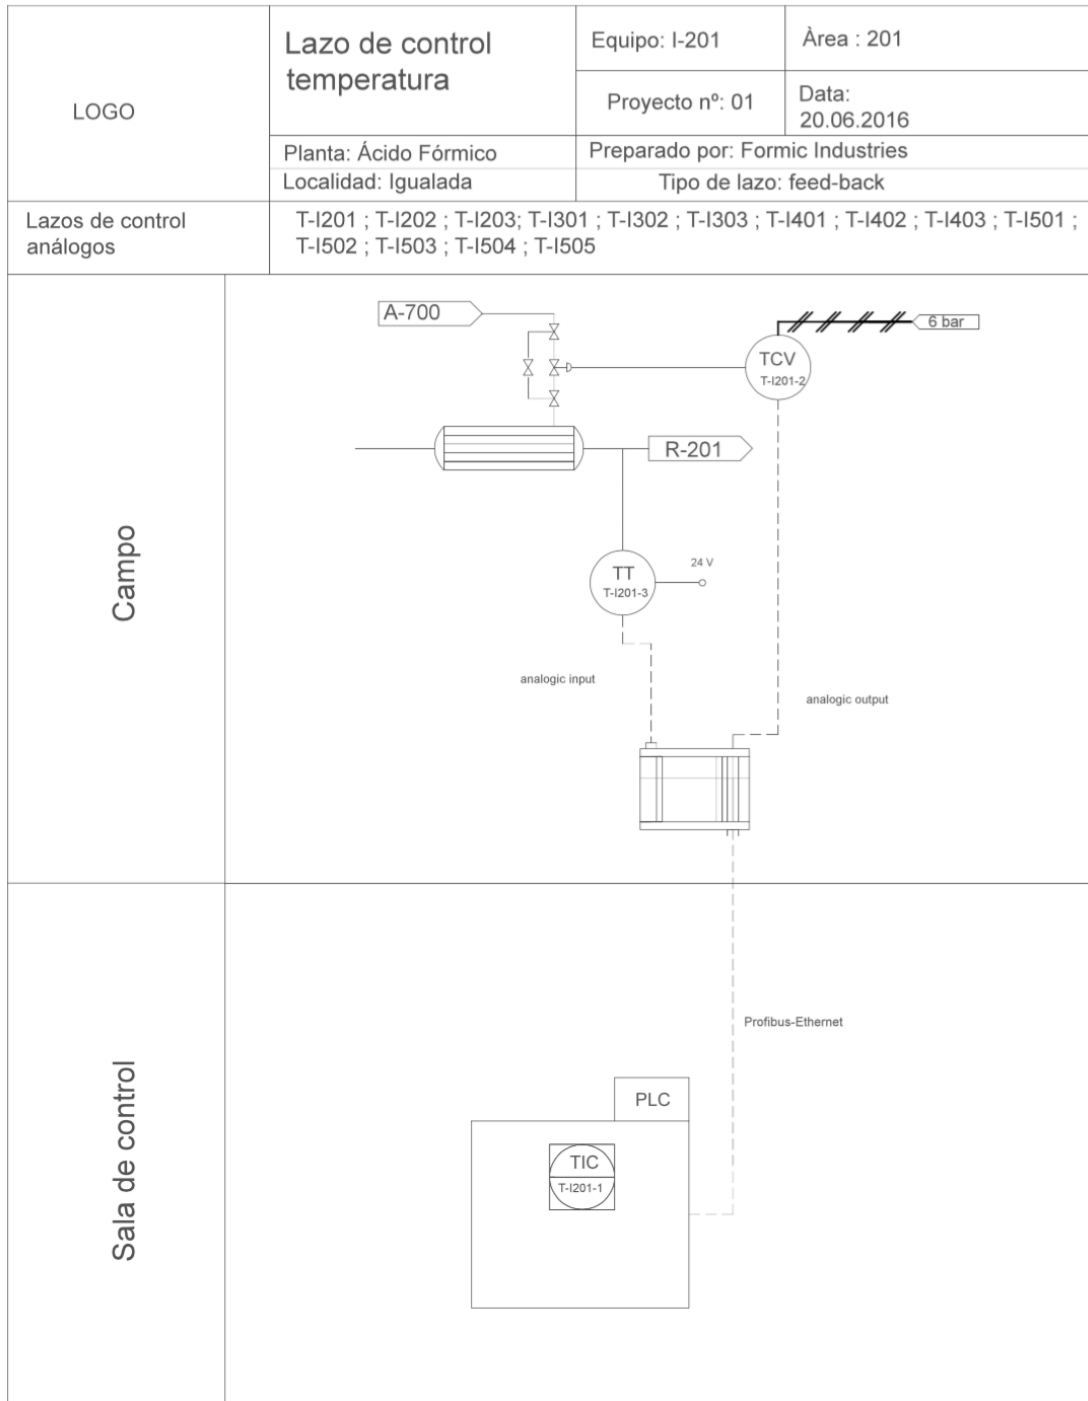 LOGO
Lazo de control
temperatura
Equipo: I-201
Àrea : 201
Proyecto nº: 01
Data:
20.06.2016
Planta: Ácido Fórmico
Preparado por: Formic Industries
Localidad: Igualada
Tipo de lazo: feed-back
Lazos de control
análogos
T-I201 ; T-I202 ; T-I203; T-I301 ; T-I302 ; T-I303 ; T-I401 ; T-I402 ; T-I403 ; T-I501 ;
T-I502 ; T-I503 ; T-I504 ; T-I505
Campo
A-700
6 bar
TCV
T-I201-2
R-201
TT
T-I201-3
24 V
analogic input
analogic output
Sala de control
Profibus-Ethernet
PLC
TIC
T-I201-1